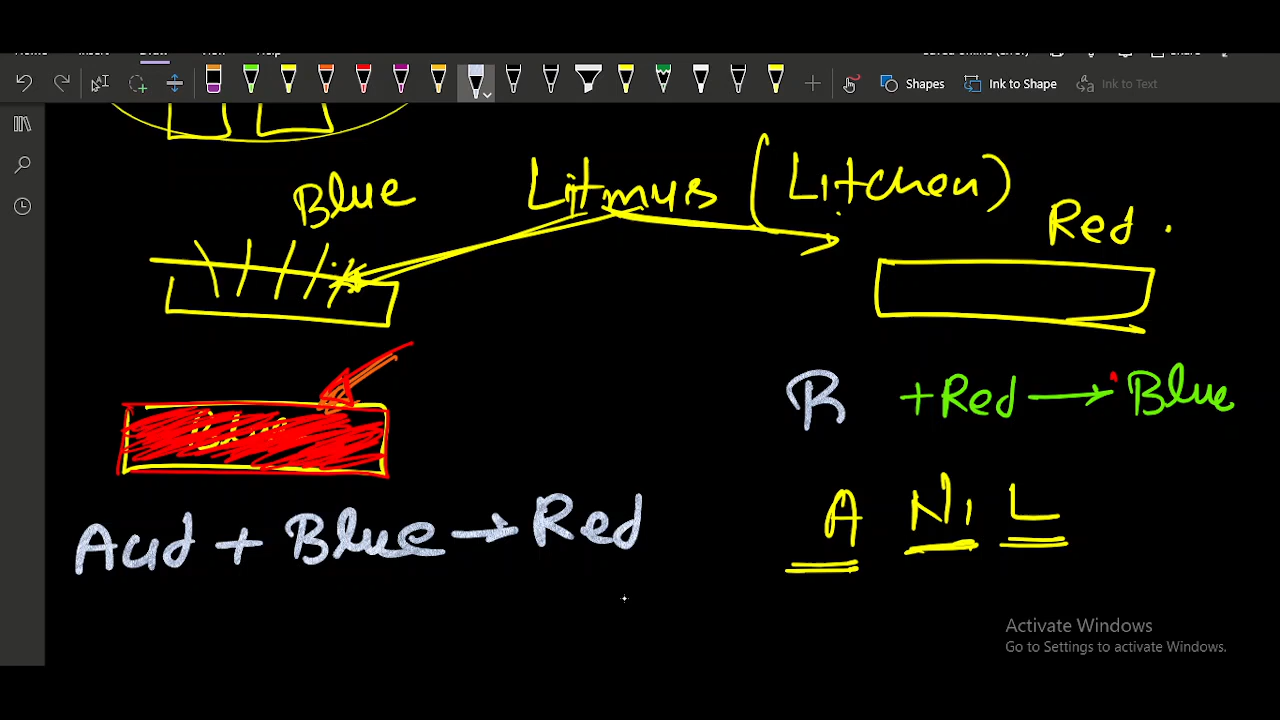 Shapes Ink to Shape Ink to Text
Blue Litmus (Litchen)
Red .
+Red → Blue
A Ni L
Acid + Blue → Red
Activate Windows
Go to Settings to activate Windows.